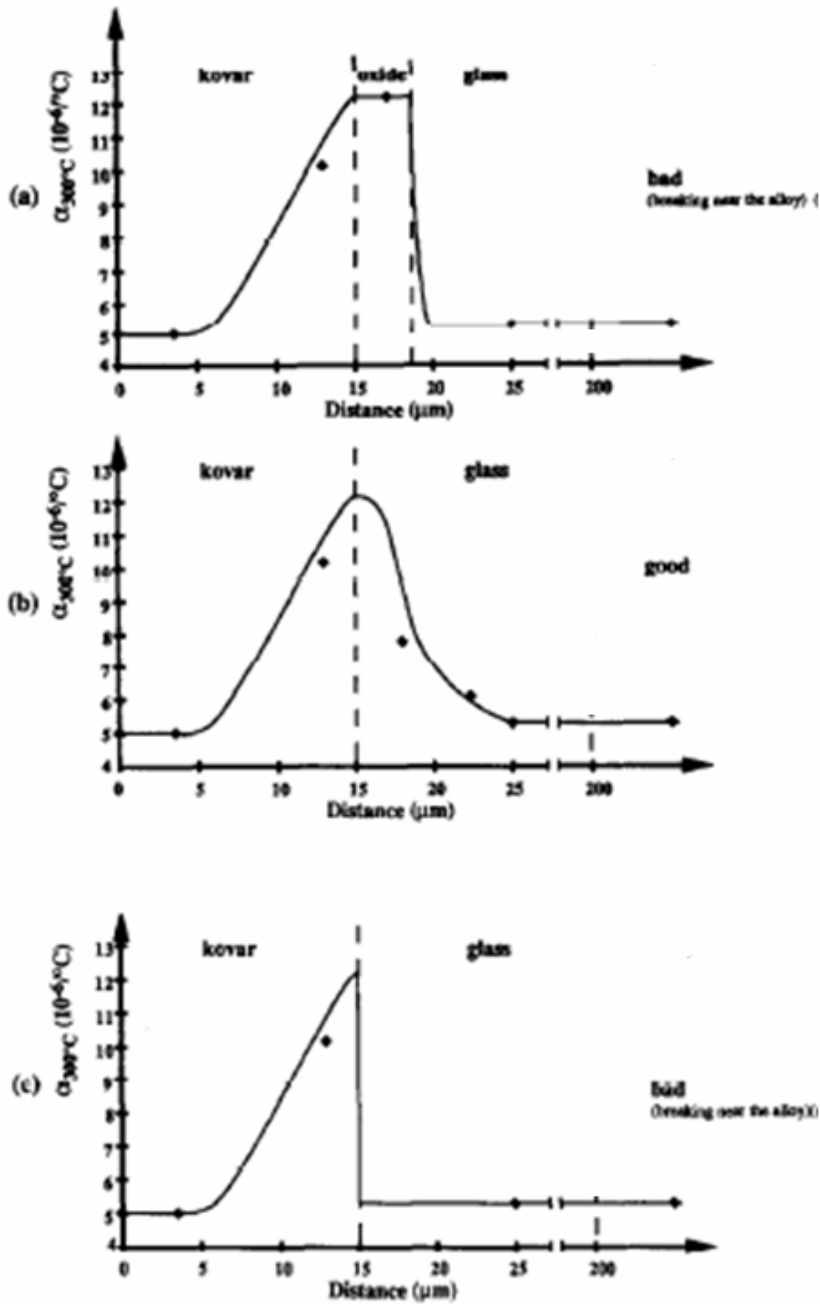 13
12
11
10
9
8
7
6
5
4
α300°C (10-6/°C)
kovar oxide glass
(a)
bad
(breaking near the alloy) (
0 5 10 15 20 25 200
Distance (μm)
13
12
11
10
9
8
7
6
5
4
α300°C (10-6/°C)
kovar glass
(b)
good
0 5 10 15 20 25 200
Distance (μm)
13
12
11
10
9
8
7
6
5
4
α300°C (10-6/°C)
kovar glass
(c)
bad
(breaking near the alloy)(
0 5 10 15 20 25 200
Distance (μm)